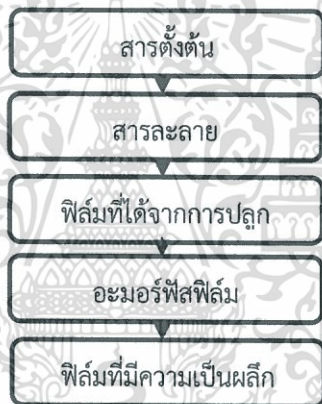 สารตั้งต้น
สารละลาย
ฟิล์มที่ได้จากการปลูก
อะมอร์ฟัสฟิล์ม
ฟิล์มที่มีความเป็นผลึก